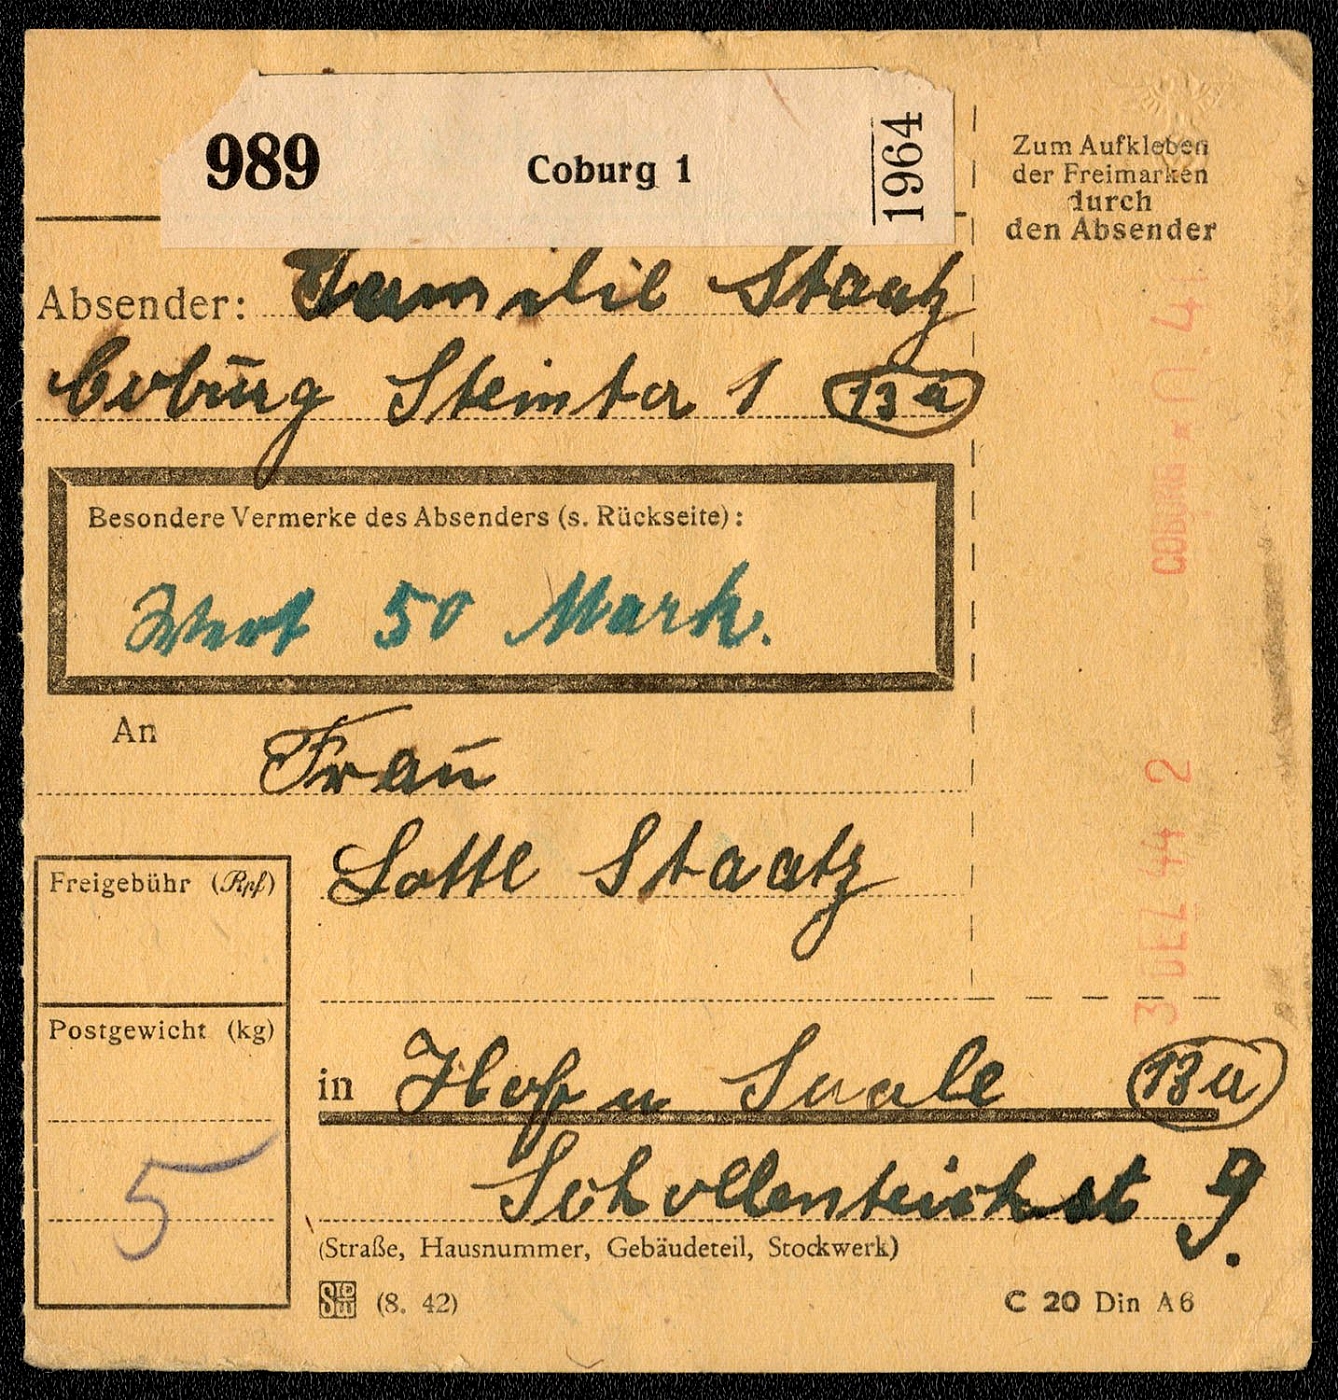 989 Coburg 1 1964
Zum Aufkleben
der Freimarken
durch
den Absender
Absender: Familie Staatz
Coburg Steintor 1 13a
Besondere Vermerke des Absenders (s. Rückseite):
Wert 50 Mark.
An Frau
Lotte Staatz
Freigebühr (Rpf)
Postgewicht (kg)
5
in Hof Saale 13a
9.
(Straße, Hausnummer, Gebäudeteil, Stockwerk)
(8. 42)
C 20 Din A6
COBURG
3 DEZ 44 2